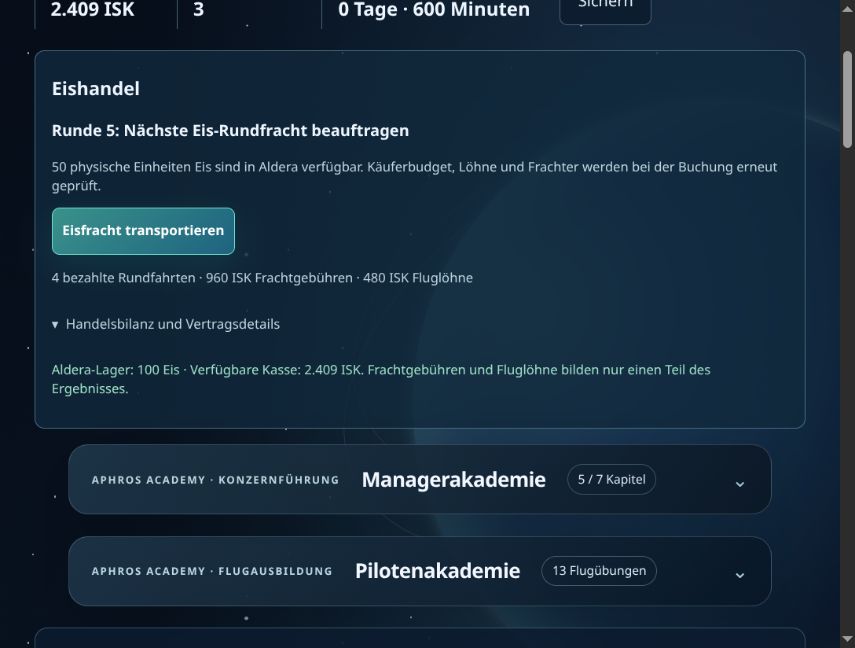 2.409 ISK
3
0 Tage · 600 Minuten
Sichern
Eishandel
Runde 5: Nächste Eis-Rundfracht beauftragen
50 physische Einheiten Eis sind in Aldera verfügbar. Käuferbudget, Löhne und Frachter werden bei der Buchung erneut
geprüft.
Eisfracht transportieren
4 bezahlte Rundfahrten · 960 ISK Frachtgebühren · 480 ISK Fluglöhne
▾ Handelsbilanz und Vertragsdetails
Aldera-Lager: 100 Eis · Verfügbare Kasse: 2.409 ISK. Frachtgebühren und Fluglöhne bilden nur einen Teil des
Ergebnisses.
APHROS ACADEMY · KONZERNFÜHRUNG Managerakademie 5 / 7 Kapitel
APHROS ACADEMY · FLUGAUSBILDUNG Pilotenakademie 13 Flugübungen